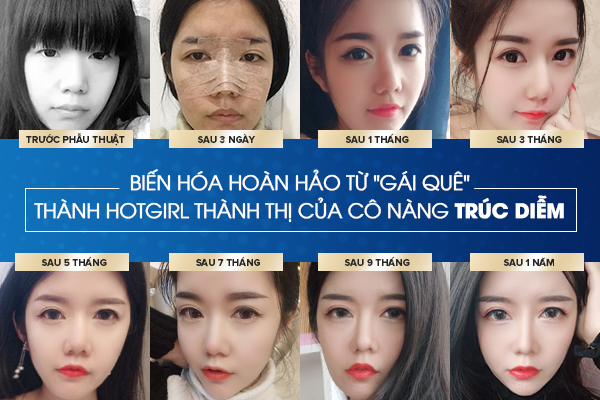 TRƯỚC PHẪU THUẬT
SAU 3 NGÀY
SAU 1 THÁNG
SAU 3 THÁNG
BIẾN HÓA HOÀN HẢO TỪ "GÁI QUÊ"
THÀNH HOTGIRL THÀNH THỊ CỦA CÔ NÀNG TRÚC DIỄM
SAU 5 THÁNG
SAU 7 THÁNG
SAU 9 THÁNG
SAU 1 NĂM